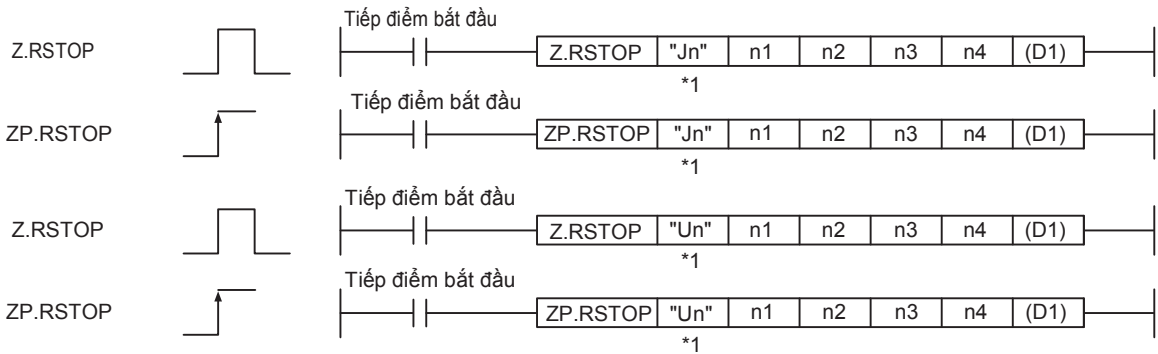 Tiếp điểm bắt đầu
Z.RSTOP Z.RSTOP "Jn" n1 n2 n3 n4 (D1)
*1
Tiếp điểm bắt đầu
ZP.RSTOP ZP.RSTOP "Jn" n1 n2 n3 n4 (D1)
*1
Tiếp điểm bắt đầu
Z.RSTOP Z.RSTOP "Un" n1 n2 n3 n4 (D1)
*1
Tiếp điểm bắt đầu
ZP.RSTOP ZP.RSTOP "Un" n1 n2 n3 n4 (D1)
*1